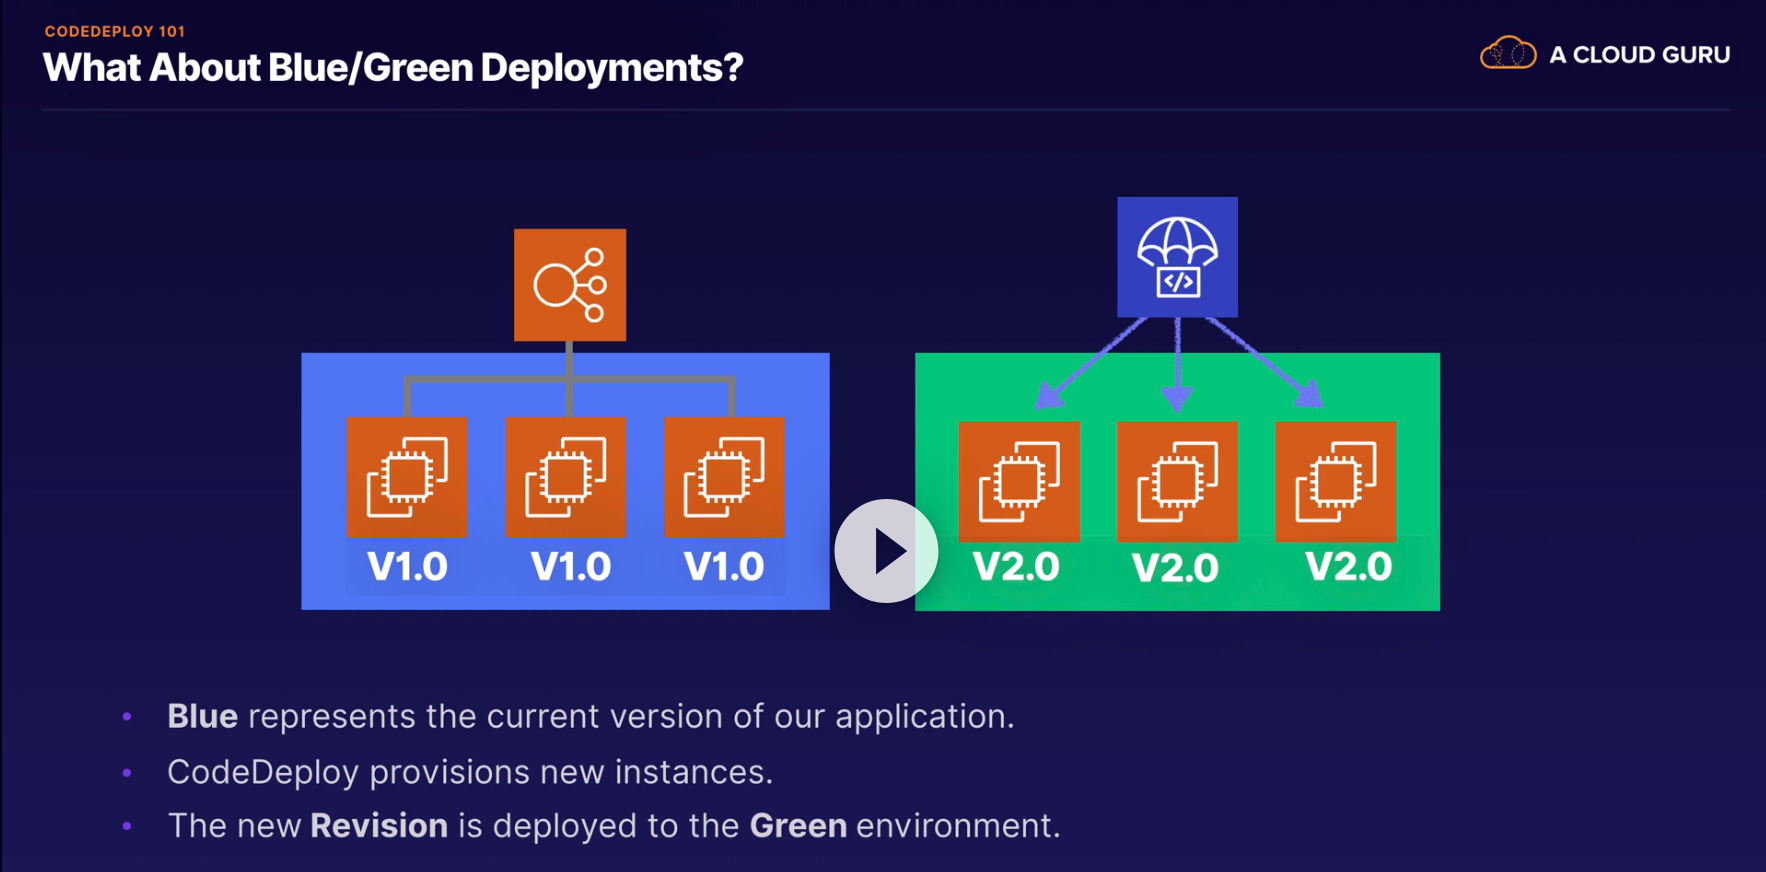 CODEDEPLOY 101
What About Blue/Green Deployments?
A CLOUD GURU
</>
V1.0 V1.0 V1.0
V2.0 V2.0 V2.0
• Blue represents the current version of our application.
• CodeDeploy provisions new instances.
• The new Revision is deployed to the Green environment.